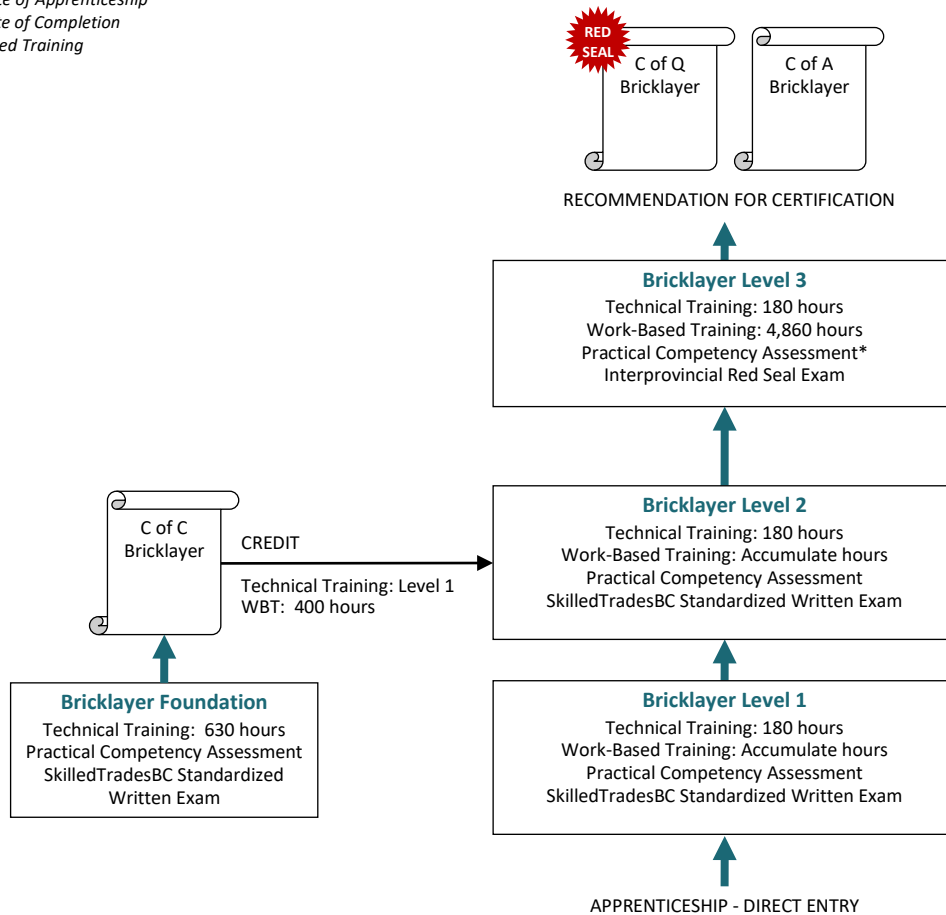 of Apprenticeship
of Completion
Training
RED
SEAL
C of Q
Bricklayer
C of A
Bricklayer
RECOMMENDATION FOR CERTIFICATION
Bricklayer Level 3
Technical Training: 180 hours
Work-Based Training: 4,860 hours
Practical Competency Assessment*
Interprovincial Red Seal Exam
Bricklayer Level 2
Technical Training: 180 hours
Work-Based Training: Accumulate hours
Practical Competency Assessment
SkilledTradesBC Standardized Written Exam
C of C
Bricklayer
CREDIT
Technical Training: Level 1
WBT: 400 hours
Bricklayer Foundation
Technical Training: 630 hours
Practical Competency Assessment
SkilledTradesBC Standardized
Written Exam
Bricklayer Level 1
Technical Training: 180 hours
Work-Based Training: Accumulate hours
Practical Competency Assessment
SkilledTradesBC Standardized Written Exam
APPRENTICESHIP - DIRECT ENTRY